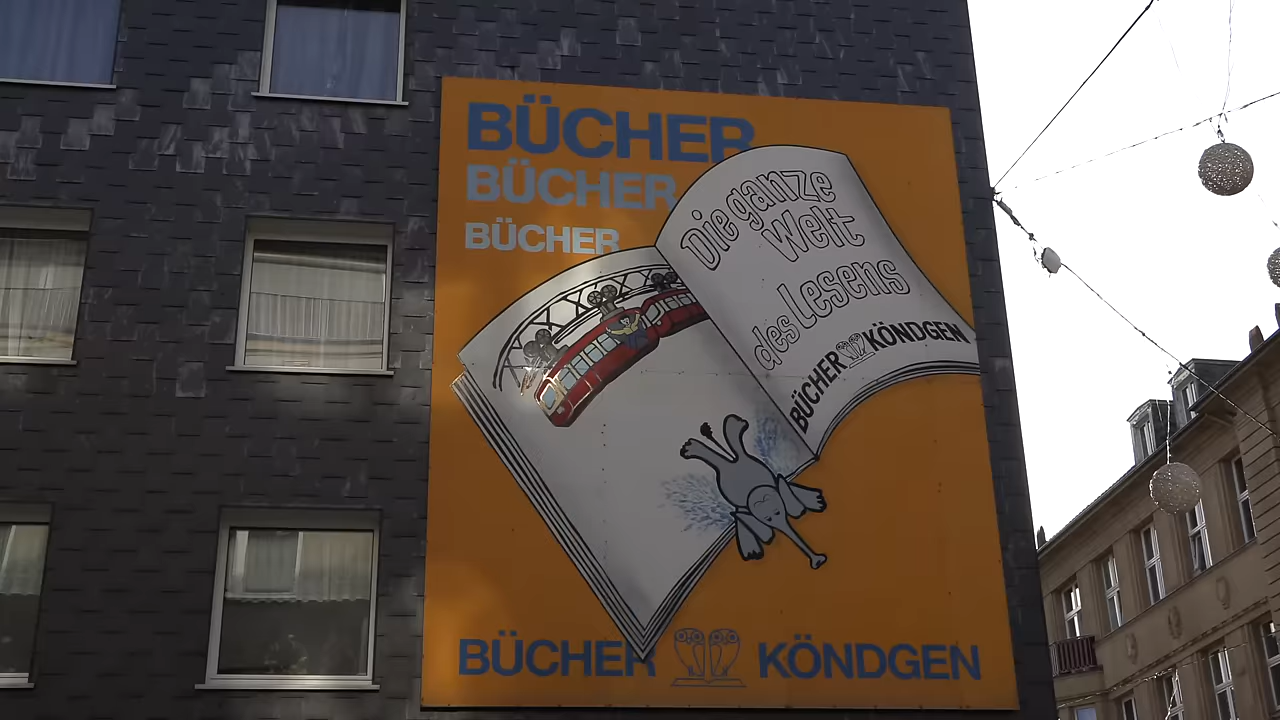 BÜCHER
BÜCHER
BÜCHER
Die ganze
Welt
des Lesens
BÜCHER KÖNDGEN
BÜCHER KÖNDGEN